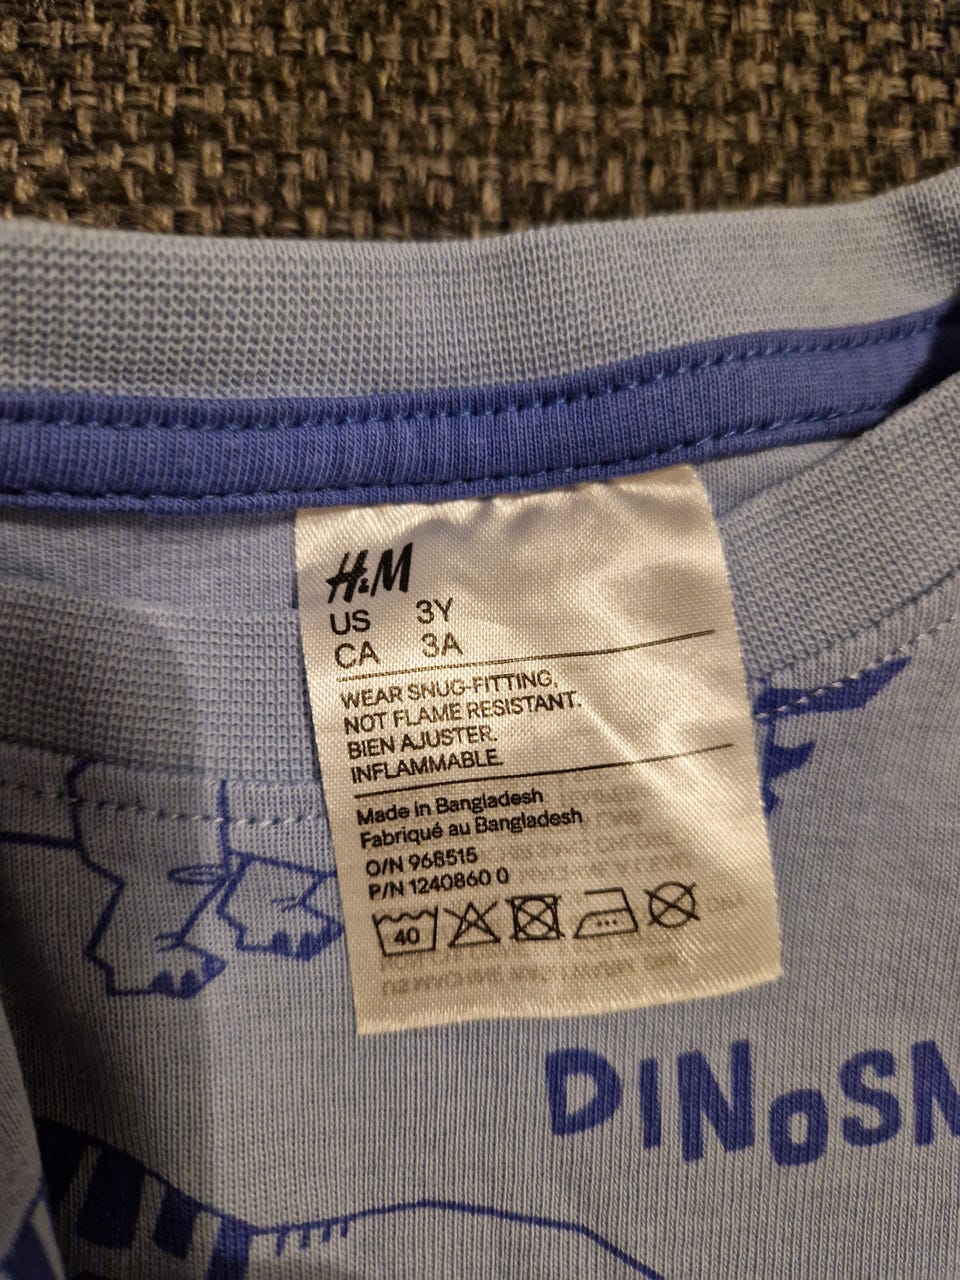 H&M
US 3Y
CA 3A
WEAR SNUG-FITTING.
NOT FLAME RESISTANT.
BIEN AJUSTER.
INFLAMMABLE.
Made in Bangladesh
Fabriqué au Bangladesh
O/N 968515
P/N 1240860 0
40
DINOSN